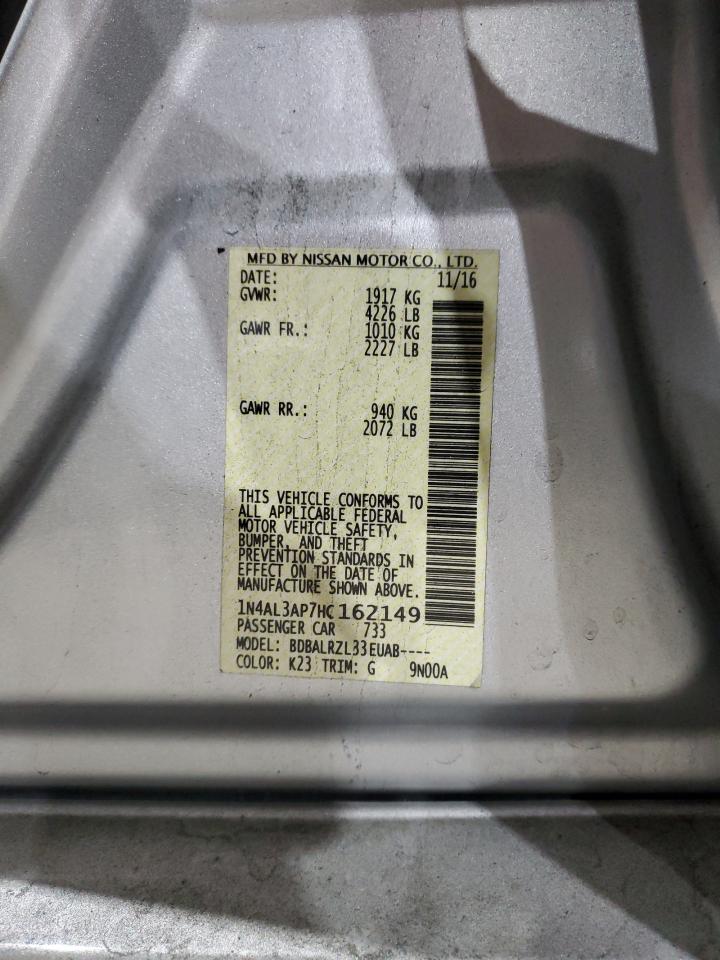 MFD BY NISSAN MOTOR CO., LTD.
DATE: 11/16
GVWR: 1917 KG
4226 LB
GAWR FR.: 1010 KG
2227 LB
GAWR RR.: 940 KG
2072 LB
THIS VEHICLE CONFORMS TO
ALL APPLICABLE FEDERAL
MOTOR VEHICLE SAFETY,
BUMPER, AND THEFT
PREVENTION STANDARDS IN
EFFECT ON THE DATE OF
MANUFACTURE SHOWN ABOVE.
1N4AL3AP7HC162149
PASSENGER CAR 733
MODEL: BDBALRZL33EUAB----
COLOR: K23 TRIM: G 9N00A